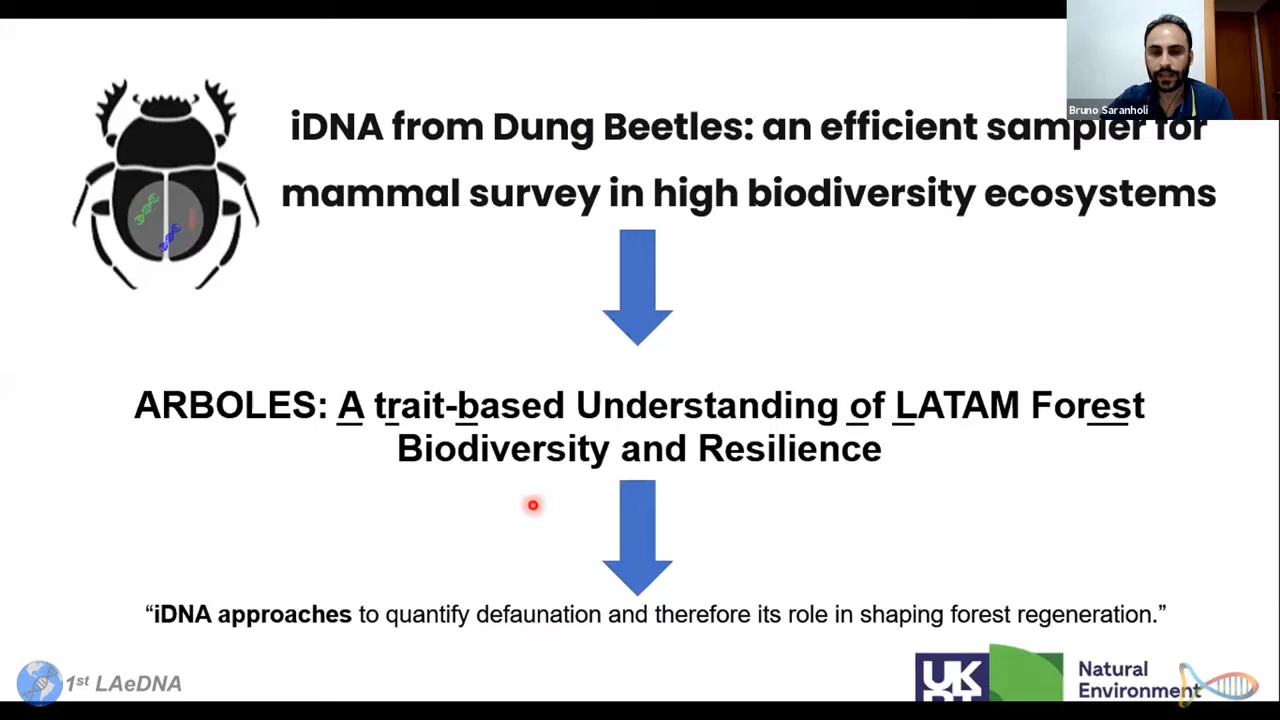 Bruno Saranholi
iDNA from Dung Beetles: an efficient sampler for
mammal survey in high biodiversity ecosystems
ARBOLES: A trait-based Understanding of LATAM Forest
Biodiversity and Resilience
“iDNA approaches to quantify defaunation and therefore its role in shaping forest regeneration.”
1st LAeDNA
UK
Natural
Environment